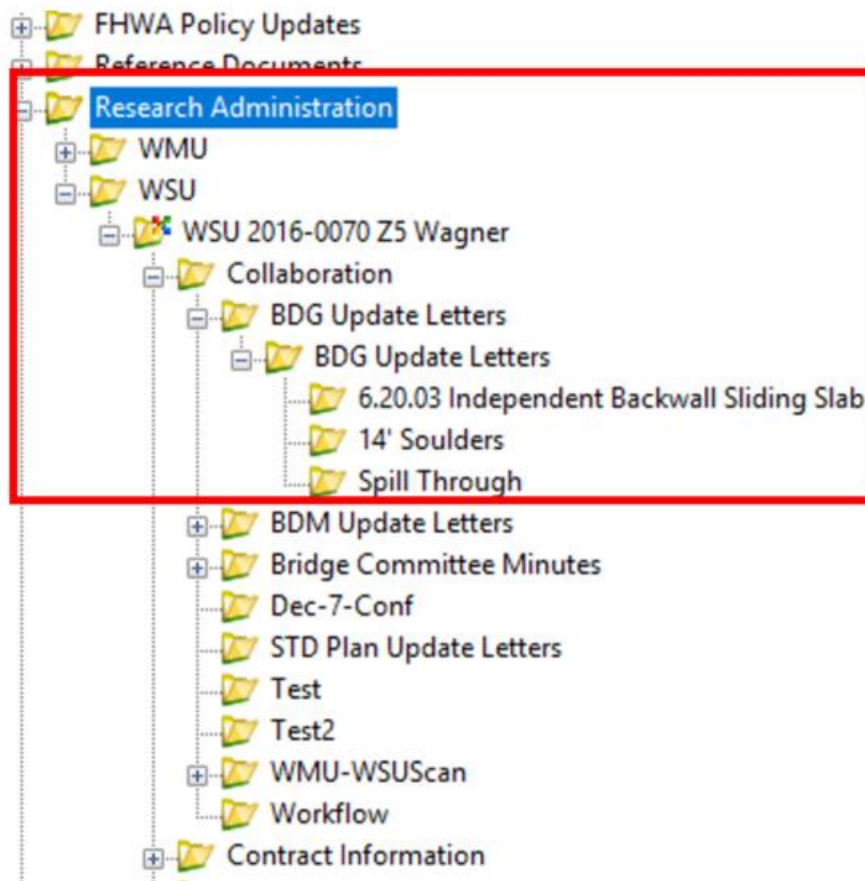 FHWA Policy Updates
Reference Documents
Research Administration
WMU
WSU
WSU 2016-0070 Z5 Wagner
Collaboration
BDG Update Letters
BDG Update Letters
6.20.03 Independent Backwall Sliding Slab
14' Soulders
Spill Through
BDM Update Letters
Bridge Committee Minutes
Dec-7-Conf
STD Plan Update Letters
Test
Test2
WMU-WSUScan
Workflow
Contract Information